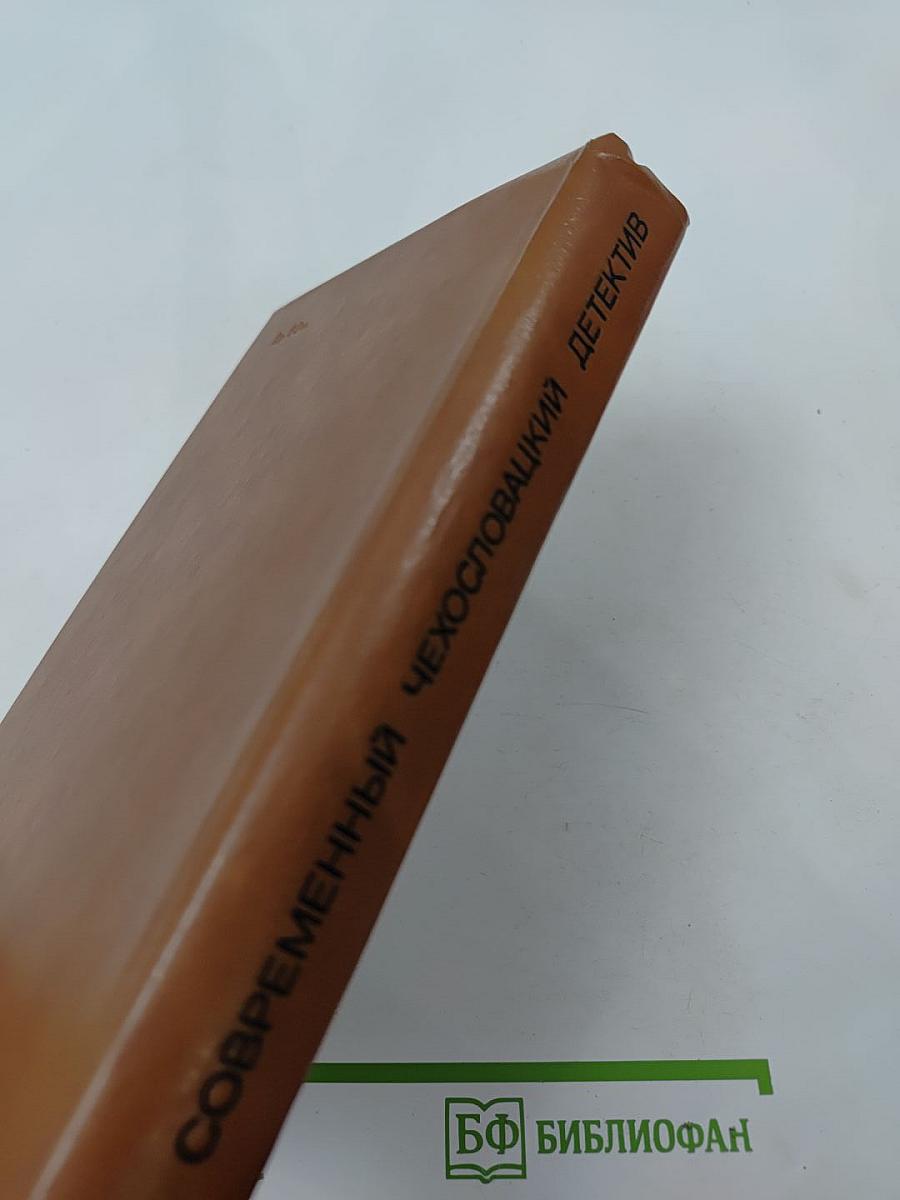 СОВРЕМЕННЫЙ ЧЕХОСЛОВАЦКИЙ ДЕТЕКТИВ
БФ БИБЛИОФАН